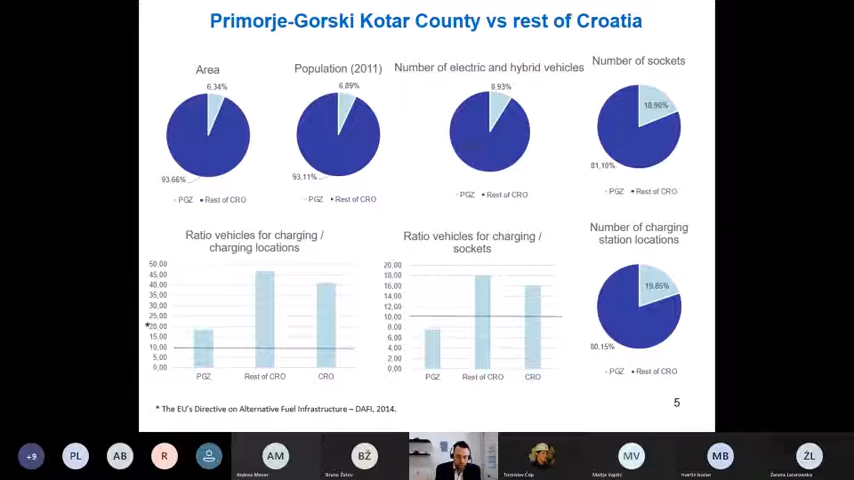 Primorje-Gorski Kotar County vs rest of Croatia
Area
6,34%
93,66%
PGZ Rest of CRO
Population (2011)
6,89%
93,11%
PGZ Rest of CRO
Number of electric and hybrid vehicles
8,93%
PGZ Rest of CRO
Number of sockets
18,90%
81,10%
PGZ Rest of CRO
Ratio vehicles for charging /
charging locations
50,00
45,00
40,00
35,00
30,00
25,00
*20,00
15,00
10,00
5,00
0,00
PGZ Rest of CRO CRO
Ratio vehicles for charging /
sockets
20,00
18,00
16,00
14,00
12,00
10,00
8,00
6,00
4,00
2,00
0,00
PGZ Rest of CRO CRO
Number of charging
station locations
19,85%
80,15%
PGZ Rest of CRO
* The EU's Directive on Alternative Fuel Infrastructure – DAFI, 2014.
5
+9 PL AB R AM BŽ MV MB ŽL